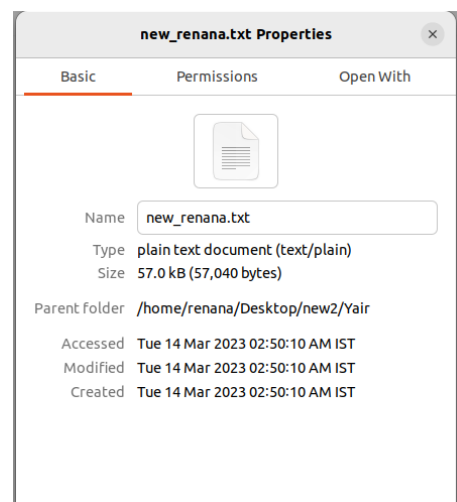 new_renana.txt Properties
Basic Permissions Open With
Name new_renana.txt
Type plain text document (text/plain)
Size 57.0 kB (57,040 bytes)
Parent folder /home/renana/Desktop/new2/Yair
Accessed Tue 14 Mar 2023 02:50:10 AM IST
Modified Tue 14 Mar 2023 02:50:10 AM IST
Created Tue 14 Mar 2023 02:50:10 AM IST